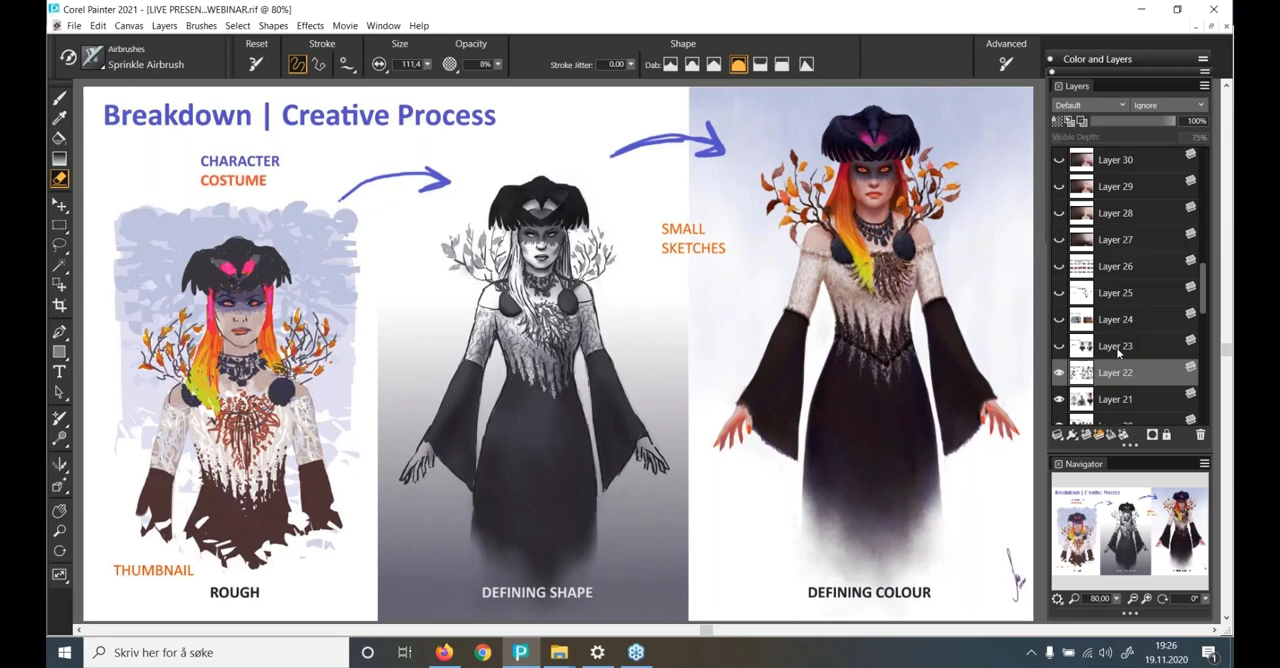 Corel Painter 2021 - [LIVE PRESEN...WEBINAR.rif @ 80%]
File Edit Canvas Layers Brushes Select Shapes Effects Movie Window Help
Airbrushes
Sprinkle Airbrush
Reset
Stroke
Size
111,4
Opacity
8%
Stroke Jitter: 0.00
Shape
Dab:
Advanced
Color and Layers
Layers
Default
Ignore
100%
Visible Depth: 75%
Layer 30
Layer 29
Layer 28
Layer 27
Layer 26
Layer 25
Layer 24
Layer 23
Layer 22
Layer 21
Navigator
80,00
0°
Breakdown | Creative Process
CHARACTER
COSTUME
SMALL
SKETCHES
THUMBNAIL
ROUGH
DEFINING SHAPE
DEFINING COLOUR
Skriv her for å søke
19:26
19.11.2020